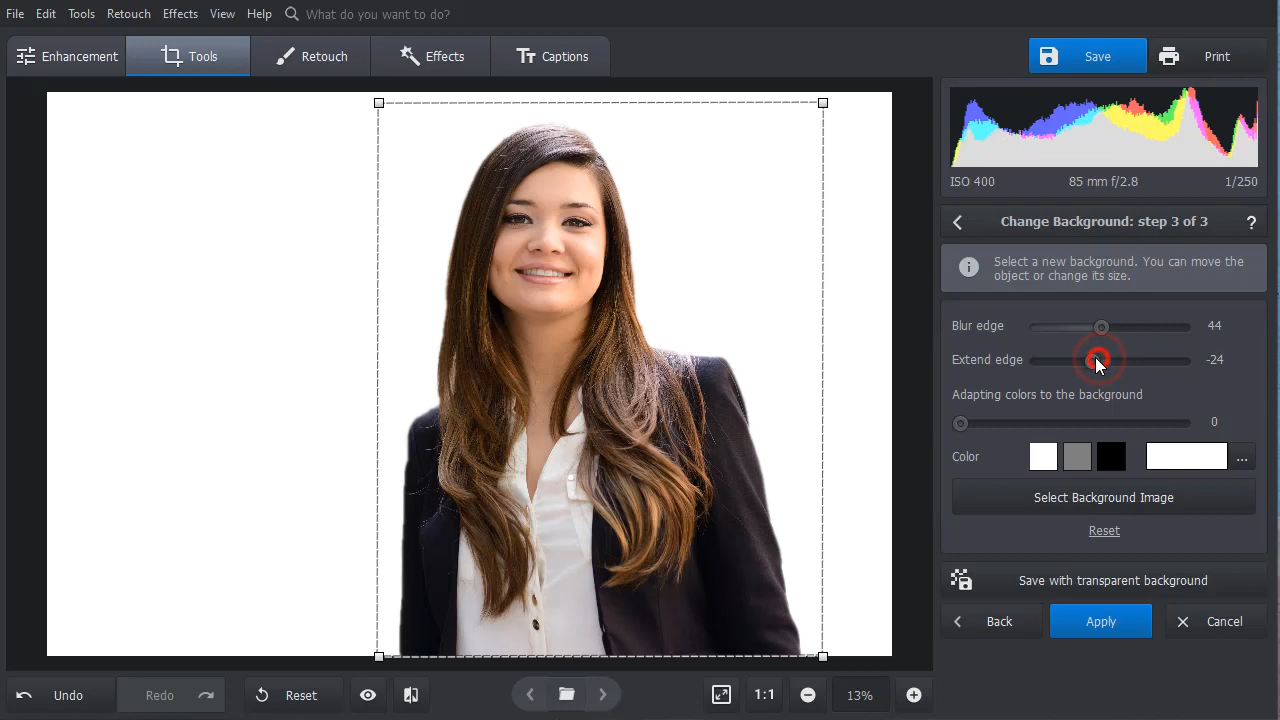 File Edit Tools Retouch Effects View Help What do you want to do?
Enhancement Tools Retouch Effects Captions Save Print
ISO 400 85 mm f/2.8 1/250
Change Background: step 3 of 3 ?
Select a new background. You can move the
object or change its size.
Blur edge 44
Extend edge -24
Adapting colors to the background
0
Color ...
Select Background Image
Reset
Save with transparent background
Back Apply Cancel
Undo Redo Reset 1:1 13%